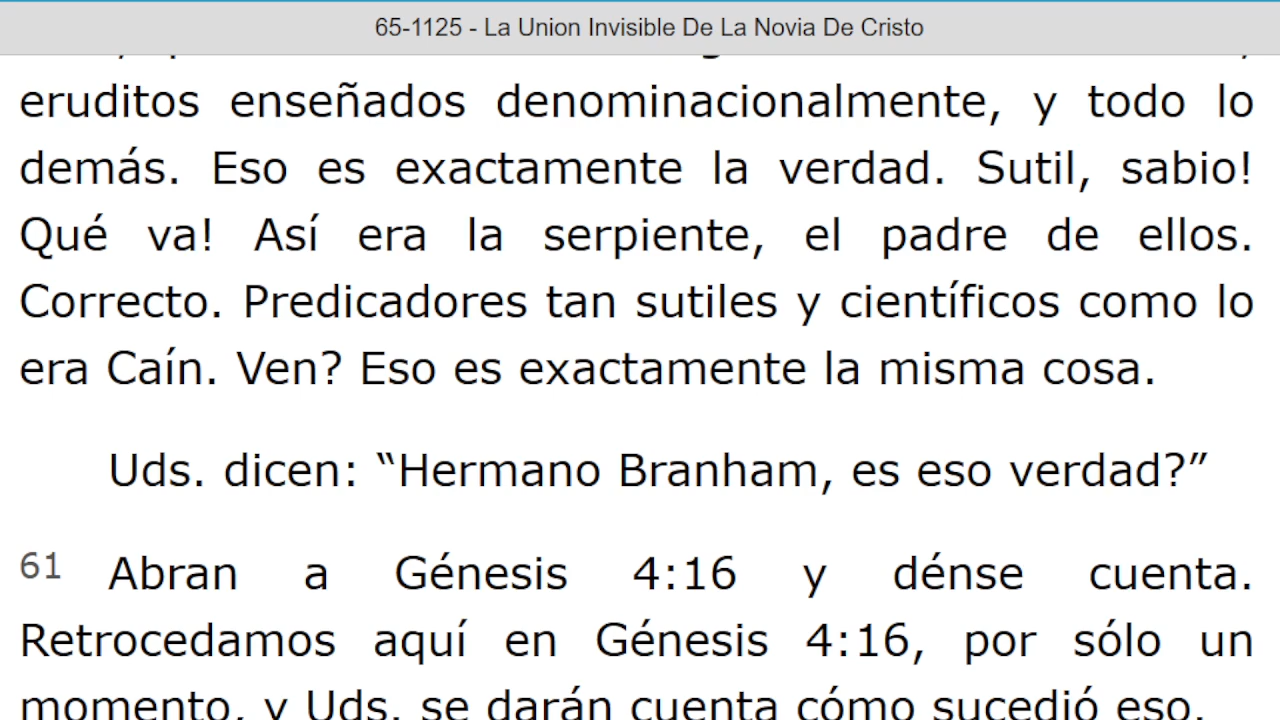 65-1125 - La Union Invisible De La Novia De Cristo
eruditos enseñados denominacionalmente, y todo lo
demás. Eso es exactamente la verdad. Sutil, sabio!
Qué va! Así era la serpiente, el padre de ellos.
Correcto. Predicadores tan sutiles y científicos como lo
era Caín. Ven? Eso es exactamente la misma cosa.
Uds. dicen: “Hermano Branham, es eso verdad?”
61 Abran a Génesis 4:16 y dénse cuenta.
Retrocedamos aquí en Génesis 4:16, por sólo un
momento, y Uds. se darán cuenta cómo sucedió eso.